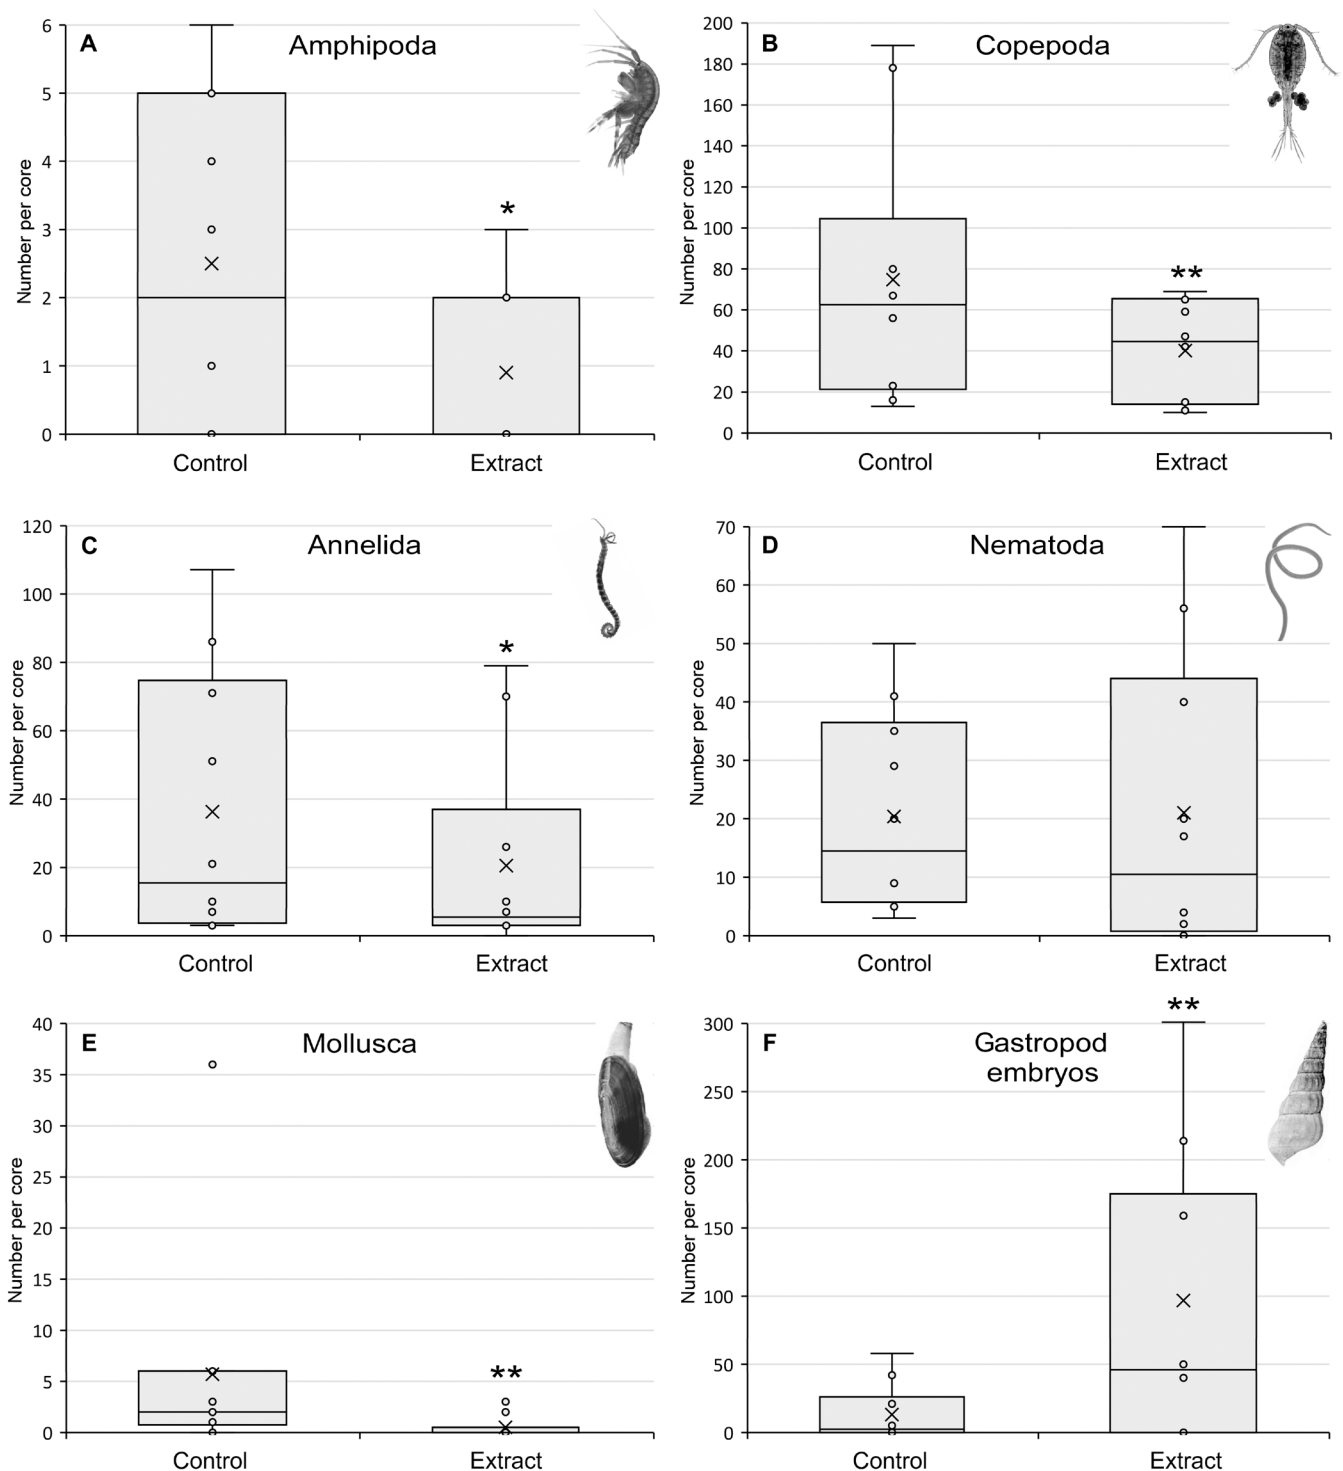 A
Amphipoda
Number per core
6
5
4
3
2
1
0
*
Control
Extract
B
Copepoda
Number per core
200
180
160
140
120
100
80
60
40
20
0
**
Control
Extract
C
Annelida
Number per core
120
100
80
60
40
20
0
*
Control
Extract
D
Nematoda
Number per core
70
60
50
40
30
20
10
0
Control
Extract
E
Mollusca
Number per core
40
35
30
25
20
15
10
5
0
**
Control
Extract
F
Gastropod
embryos
Number per core
300
250
200
150
100
50
0
**
Control
Extract